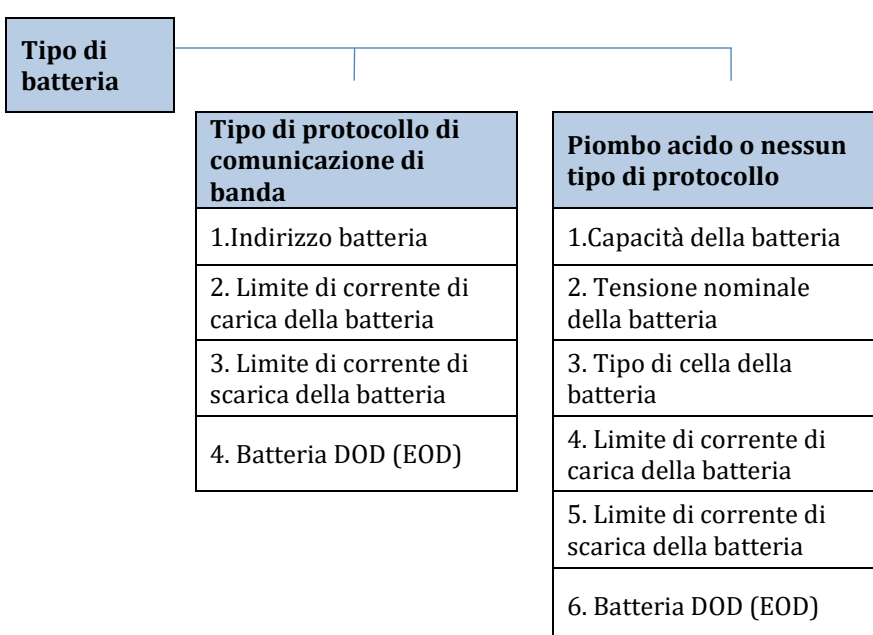 Tipo di
batteria
Tipo di protocollo di
comunicazione di
banda
1.Indirizzo batteria
2. Limite di corrente di
carica della batteria
3. Limite di corrente di
scarica della batteria
4. Batteria DOD (EOD)
Piombo acido o nessun
tipo di protocollo
1.Capacità della batteria
2. Tensione nominale
della batteria
3. Tipo di cella della
batteria
4. Limite di corrente di
carica della batteria
5. Limite di corrente di
scarica della batteria
6. Batteria DOD (EOD)